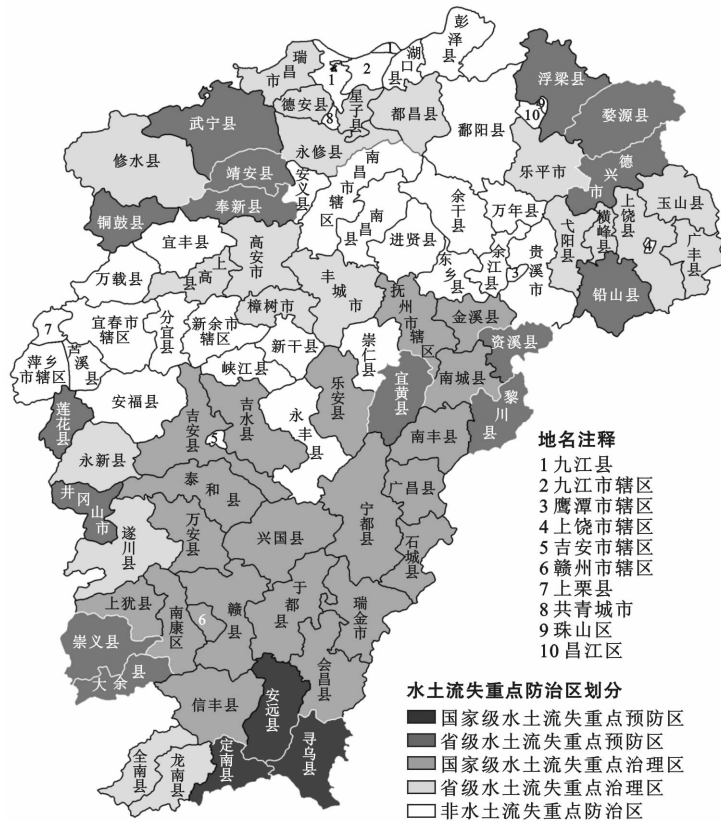 彭泽县
瑞昌市
湖口县
1
1
2
浮梁县
德安县
星子县
8
都昌县
鄱阳县
9
10
婺源县
武宁县
修水县
永修县
南昌市辖区
乐平市
德兴市
靖安县
安义县
奉新县
铜鼓县
宜丰县
南昌县
进贤县
余干县
万年县
余江县
东乡县
贵溪市
3
弋阳县
横峰县
上饶县
4
玉山县
广丰县
铅山县
万载县
上高县
高安市
丰城市
樟树市
抚州市辖区
金溪县
资溪县
7
宜春市辖区
分宜县
新余市辖区
新干县
崇仁县
宜黄县
南城县
黎川县
萍乡市辖区
芦溪县
峡江县
莲花县
安福县
吉安县
吉水县
5
永丰县
乐安县
南丰县
永新县
井冈山市
泰和县
宁都县
广昌县
遂川县
万安县
兴国县
石城县
上犹县
南康区
6
赣县
于都县
瑞金市
崇义县
大余县
会昌县
信丰县
安远县
寻乌县
定南县
全南县
龙南县
地名注释
1 九江县
2 九江市辖区
3 鹰潭市辖区
4 上饶市辖区
5 吉安市辖区
6 赣州市辖区
7 上栗县
8 共青城市
9 珠山区
10 昌江区
水土流失重点防治区划分
国家级水土流失重点预防区
省级水土流失重点预防区
国家级水土流失重点治理区
省级水土流失重点治理区
非水土流失重点防治区